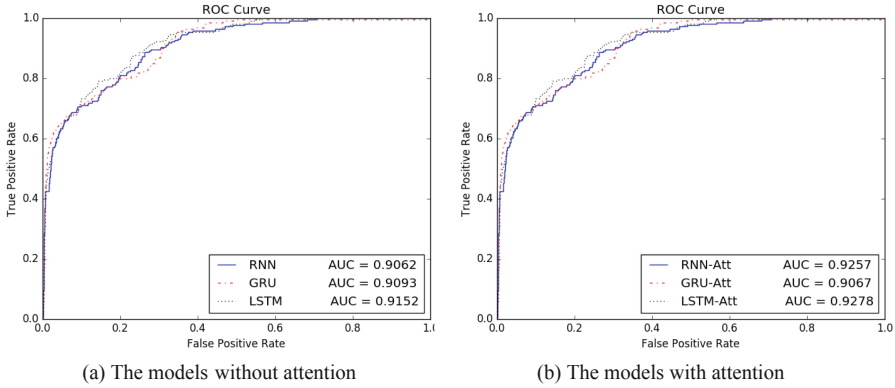 ROC Curve
1.0
0.8
0.6
0.4
0.2
0.0
True Positive Rate
RNN AUC = 0.9062
GRU AUC = 0.9093
LSTM AUC = 0.9152
0.0 0.2 0.4 0.6 0.8 1.0
False Positive Rate
(a) The models without attention
ROC Curve
1.0
0.8
0.6
0.4
0.2
0.0
True Positive Rate
RNN-Att AUC = 0.9257
GRU-Att AUC = 0.9067
LSTM-Att AUC = 0.9278
0.0 0.2 0.4 0.6 0.8 1.0
False Positive Rate
(b) The models with attention